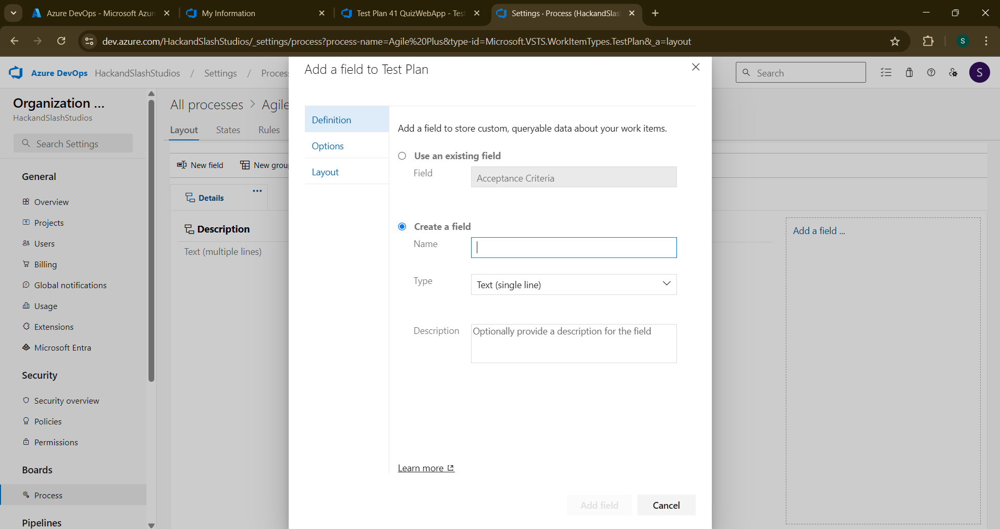 Azure DevOps - Microsoft Azur
My Information
Test Plan 41 QuizWebApp - Test
Settings · Process (HackandSlas
dev.azure.com/HackandSlashStudios/_settings/process?process-name=Agile%20Plus&type-id=Microsoft.VSTS.WorkItemTypes.TestPlan&_a=layout
S
Azure DevOps HackandSlashStudios / Settings / Process
Search
S
Organization ...
HackandSlashStudios
Search Settings
General
Overview
Projects
Users
Billing
Global notifications
Usage
Extensions
Microsoft Entra
Security
Security overview
Policies
Permissions
Boards
Process
Pipelines
All processes > Agile
Layout States Rules
New field New group
Details ...
Description
Text (multiple lines)
Add a field to Test Plan
Definition
Options
Layout
Add a field to store custom, queryable data about your work items.
Use an existing field
Field Acceptance Criteria
Create a field
Name
Type Text (single line)
Description Optionally provide a description for the field
Learn more
Add field Cancel
Add a field ...